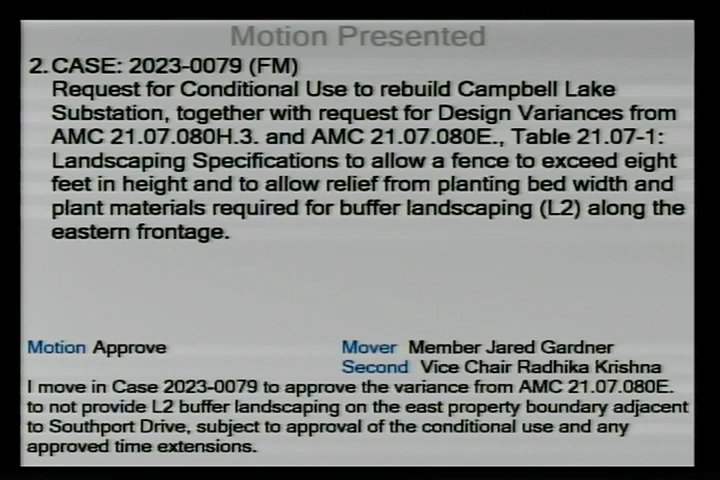 Motion Presented
2. CASE: 2023-0079 (FM)
Request for Conditional Use to rebuild Campbell Lake
Substation, together with request for Design Variances from
AMC 21.07.080H.3. and AMC 21.07.080E., Table 21.07-1:
Landscaping Specifications to allow a fence to exceed eight
feet in height and to allow relief from planting bed width and
plant materials required for buffer landscaping (L2) along the
eastern frontage.
Motion Approve
Mover Member Jared Gardner
Second Vice Chair Radhika Krishna
I move in Case 2023-0079 to approve the variance from AMC 21.07.080E.
to not provide L2 buffer landscaping on the east property boundary adjacent
to Southport Drive, subject to approval of the conditional use and any
approved time extensions.